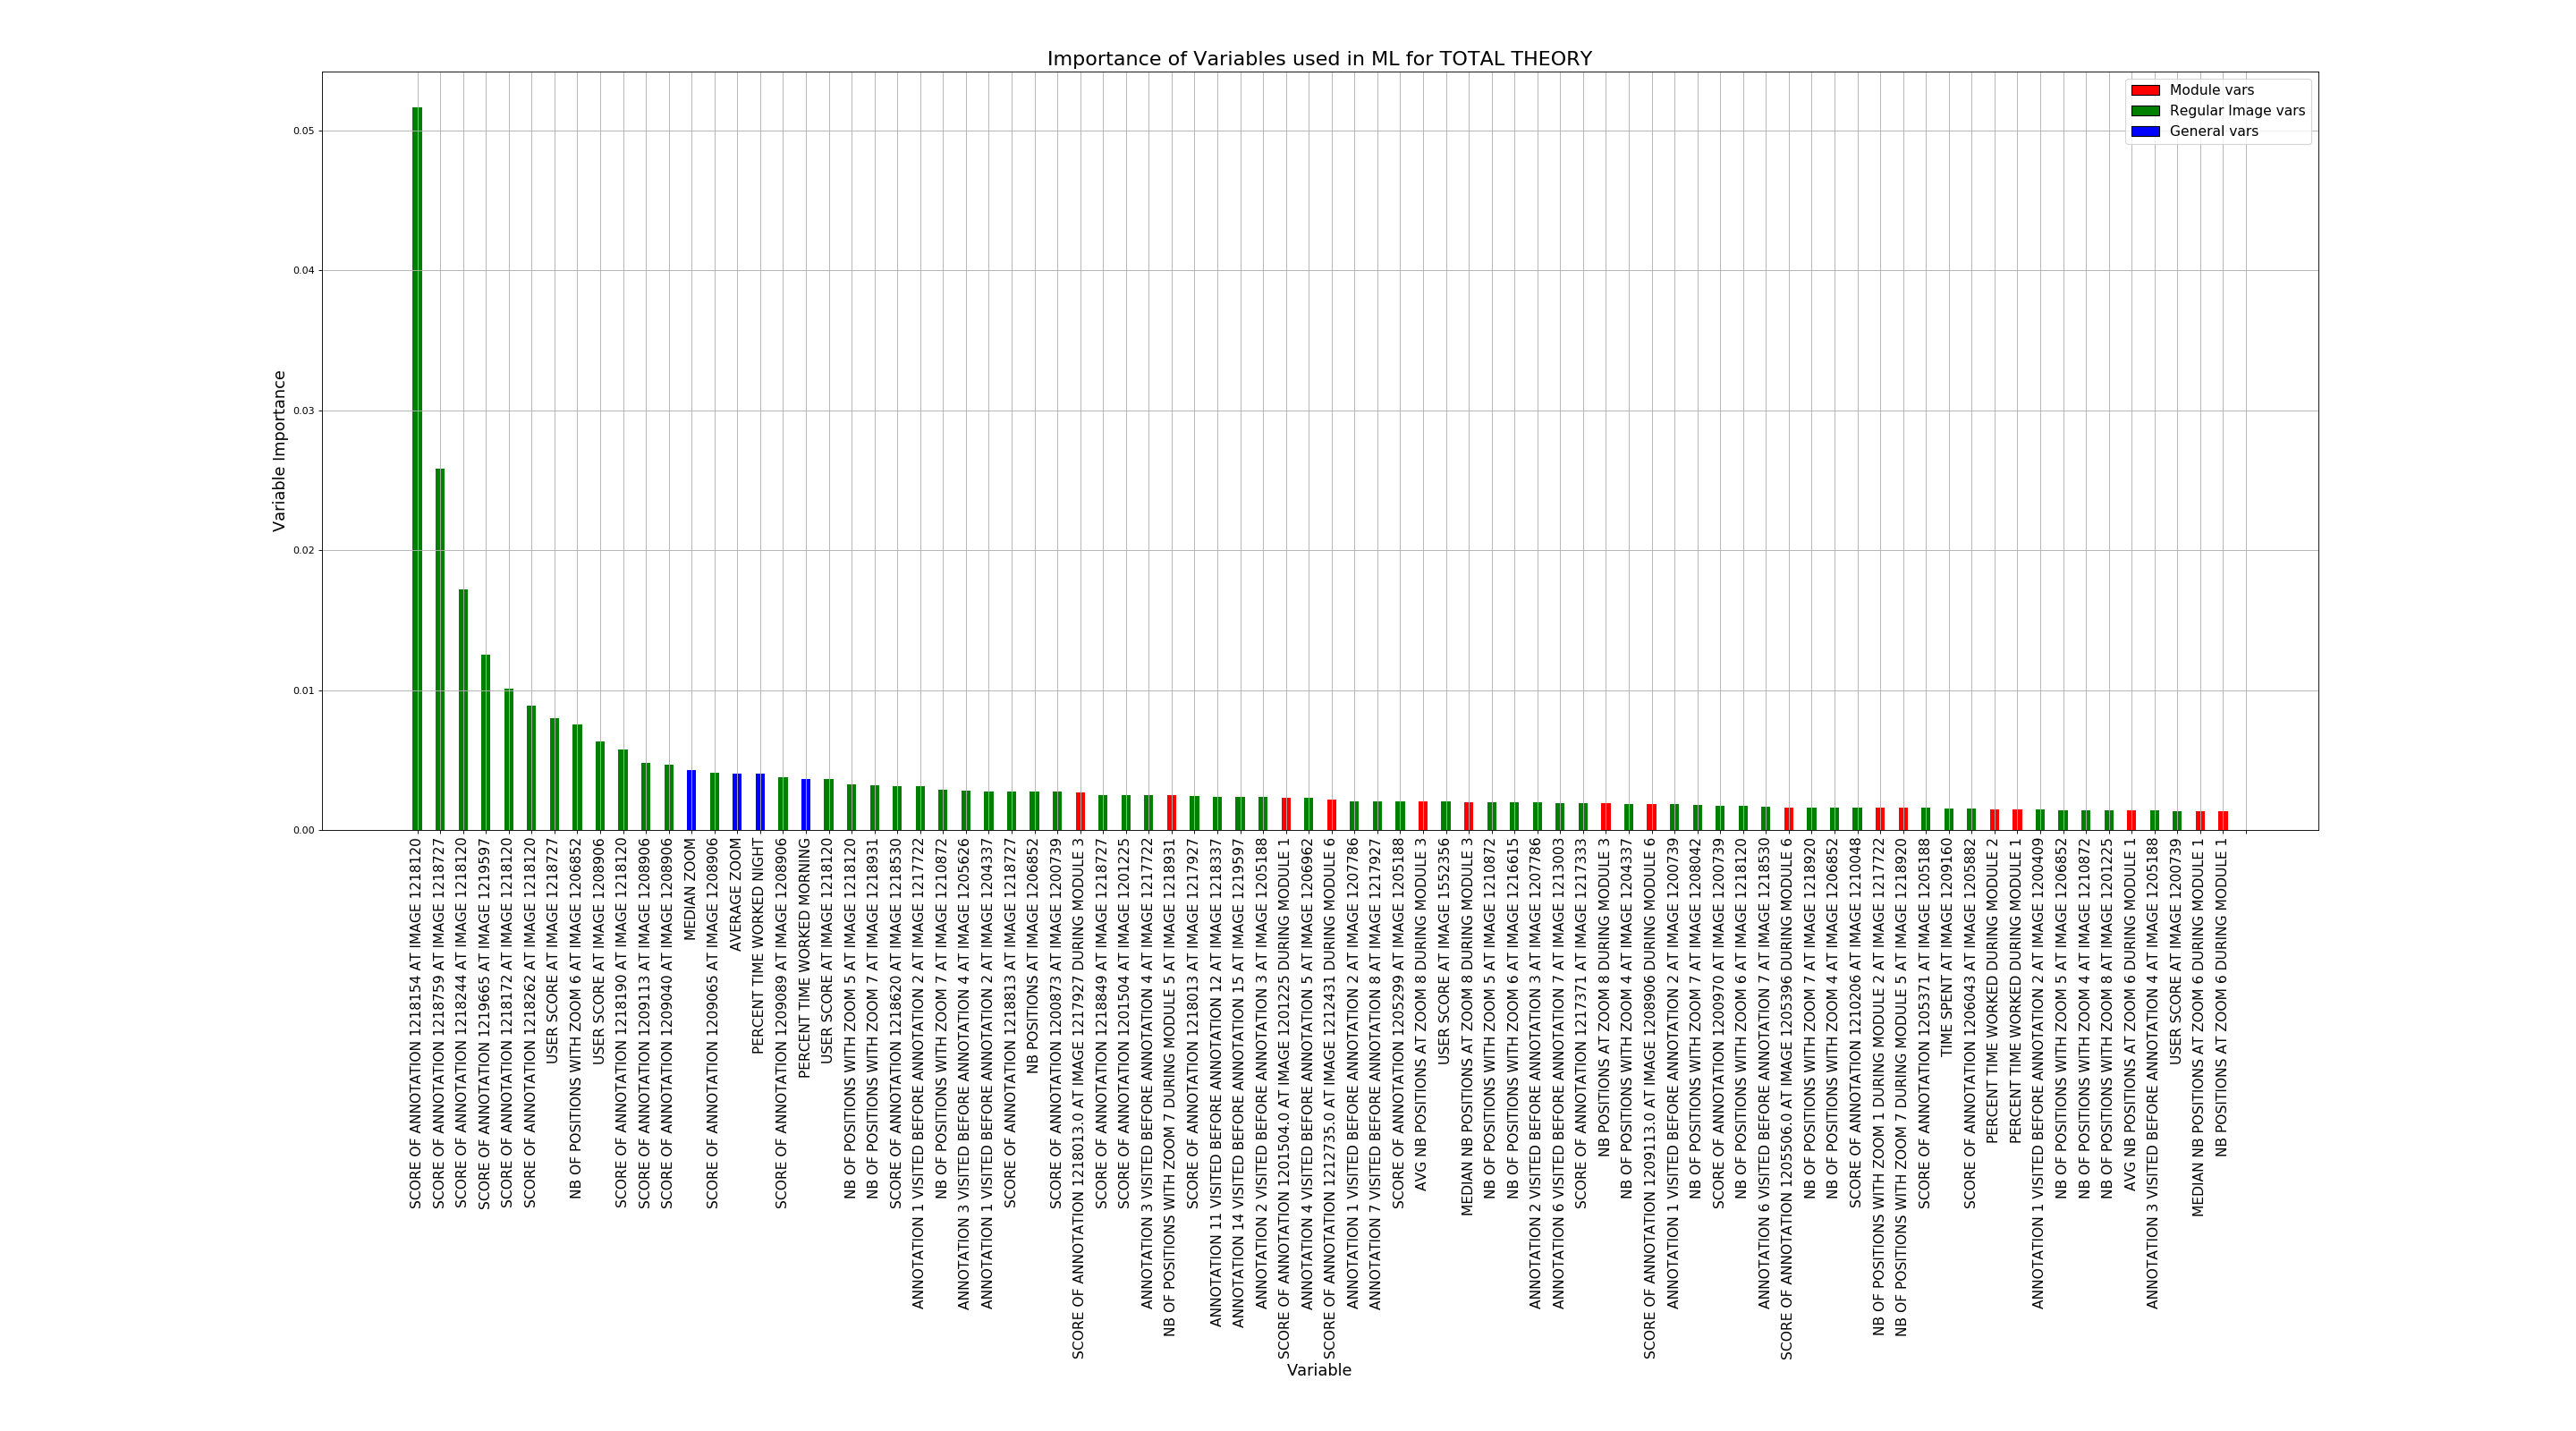 Importance of Variables used in ML for TOTAL THEORY
Module vars
Regular Image vars
General vars
Variable Importance
0.05
0.04
0.03
0.02
0.01
0.00
SCORE OF ANNOTATION 1218154 AT IMAGE 1218120
SCORE OF ANNOTATION 1218759 AT IMAGE 1218727
SCORE OF ANNOTATION 1218244 AT IMAGE 1218120
SCORE OF ANNOTATION 1219665 AT IMAGE 1219597
SCORE OF ANNOTATION 1218172 AT IMAGE 1218120
SCORE OF ANNOTATION 1218262 AT IMAGE 1218120
USER SCORE AT IMAGE 1218727
NB OF POSITIONS WITH ZOOM 6 AT IMAGE 1206852
USER SCORE AT IMAGE 1208906
SCORE OF ANNOTATION 1218190 AT IMAGE 1218120
SCORE OF ANNOTATION 1209113 AT IMAGE 1208906
SCORE OF ANNOTATION 1209040 AT IMAGE 1208906
MEDIAN ZOOM
SCORE OF ANNOTATION 1209065 AT IMAGE 1208906
AVERAGE ZOOM
PERCENT TIME WORKED NIGHT
SCORE OF ANNOTATION 1209089 AT IMAGE 1208906
PERCENT TIME WORKED MORNING
USER SCORE AT IMAGE 1218120
NB OF POSITIONS WITH ZOOM 5 AT IMAGE 1218120
NB OF POSITIONS WITH ZOOM 7 AT IMAGE 1218931
SCORE OF ANNOTATION 1218620 AT IMAGE 1218530
ANNOTATION 1 VISITED BEFORE ANNOTATION 2 AT IMAGE 1217722
NB OF POSITIONS WITH ZOOM 7 AT IMAGE 1210872
ANNOTATION 3 VISITED BEFORE ANNOTATION 4 AT IMAGE 1205626
ANNOTATION 1 VISITED BEFORE ANNOTATION 2 AT IMAGE 1204337
SCORE OF ANNOTATION 1218813 AT IMAGE 1218727
NB POSITIONS AT IMAGE 1206852
SCORE OF ANNOTATION 1200873 AT IMAGE 1200739
SCORE OF ANNOTATION 1218013.0 AT IMAGE 1217927 DURING MODULE 3
SCORE OF ANNOTATION 1218849 AT IMAGE 1218727
SCORE OF ANNOTATION 1201504 AT IMAGE 1201225
ANNOTATION 3 VISITED BEFORE ANNOTATION 4 AT IMAGE 1217722
NB OF POSITIONS WITH ZOOM 7 DURING MODULE 5 AT IMAGE 1218931
SCORE OF ANNOTATION 1218013 AT IMAGE 1217927
ANNOTATION 11 VISITED BEFORE ANNOTATION 12 AT IMAGE 1218337
ANNOTATION 14 VISITED BEFORE ANNOTATION 15 AT IMAGE 1219597
ANNOTATION 2 VISITED BEFORE ANNOTATION 3 AT IMAGE 1205188
SCORE OF ANNOTATION 1201504.0 AT IMAGE 1201225 DURING MODULE 1
ANNOTATION 4 VISITED BEFORE ANNOTATION 5 AT IMAGE 1206962
SCORE OF ANNOTATION 1212735.0 AT IMAGE 1212431 DURING MODULE 6
ANNOTATION 1 VISITED BEFORE ANNOTATION 2 AT IMAGE 1207786
ANNOTATION 7 VISITED BEFORE ANNOTATION 8 AT IMAGE 1217927
SCORE OF ANNOTATION 1205299 AT IMAGE 1205188
AVG NB POSITIONS AT ZOOM 8 DURING MODULE 3
USER SCORE AT IMAGE 1552356
MEDIAN NB POSITIONS AT ZOOM 8 DURING MODULE 3
NB OF POSITIONS WITH ZOOM 5 AT IMAGE 1210872
NB OF POSITIONS WITH ZOOM 6 AT IMAGE 1216615
ANNOTATION 2 VISITED BEFORE ANNOTATION 3 AT IMAGE 1207786
ANNOTATION 6 VISITED BEFORE ANNOTATION 7 AT IMAGE 1213003
SCORE OF ANNOTATION 1217371 AT IMAGE 1217333
NB POSITIONS AT ZOOM 8 DURING MODULE 3
NB OF POSITIONS WITH ZOOM 4 AT IMAGE 1204337
SCORE OF ANNOTATION 1209113.0 AT IMAGE 1208906 DURING MODULE 6
ANNOTATION 1 VISITED BEFORE ANNOTATION 2 AT IMAGE 1200739
NB OF POSITIONS WITH ZOOM 7 AT IMAGE 1208042
SCORE OF ANNOTATION 1200970 AT IMAGE 1200739
NB OF POSITIONS WITH ZOOM 6 AT IMAGE 1218120
ANNOTATION 6 VISITED BEFORE ANNOTATION 7 AT IMAGE 1218530
SCORE OF ANNOTATION 1205506.0 AT IMAGE 1205396 DURING MODULE 6
NB OF POSITIONS WITH ZOOM 7 AT IMAGE 1218920
NB OF POSITIONS WITH ZOOM 4 AT IMAGE 1206852
SCORE OF ANNOTATION 1210206 AT IMAGE 1210048
NB OF POSITIONS WITH ZOOM 1 DURING MODULE 2 AT IMAGE 1217722
NB OF POSITIONS WITH ZOOM 7 DURING MODULE 5 AT IMAGE 1218920
SCORE OF ANNOTATION 1205371 AT IMAGE 1205188
TIME SPENT AT IMAGE 1209160
SCORE OF ANNOTATION 1206043 AT IMAGE 1205882
PERCENT TIME WORKED DURING MODULE 2
PERCENT TIME WORKED DURING MODULE 1
ANNOTATION 1 VISITED BEFORE ANNOTATION 2 AT IMAGE 1200409
NB OF POSITIONS WITH ZOOM 5 AT IMAGE 1206852
NB OF POSITIONS WITH ZOOM 4 AT IMAGE 1210872
NB OF POSITIONS WITH ZOOM 8 AT IMAGE 1201225
AVG NB POSITIONS AT ZOOM 6 DURING MODULE 1
ANNOTATION 3 VISITED BEFORE ANNOTATION 4 AT IMAGE 1205188
USER SCORE AT IMAGE 1200739
MEDIAN NB POSITIONS AT ZOOM 6 DURING MODULE 1
NB POSITIONS AT ZOOM 6 DURING MODULE 1
Variable